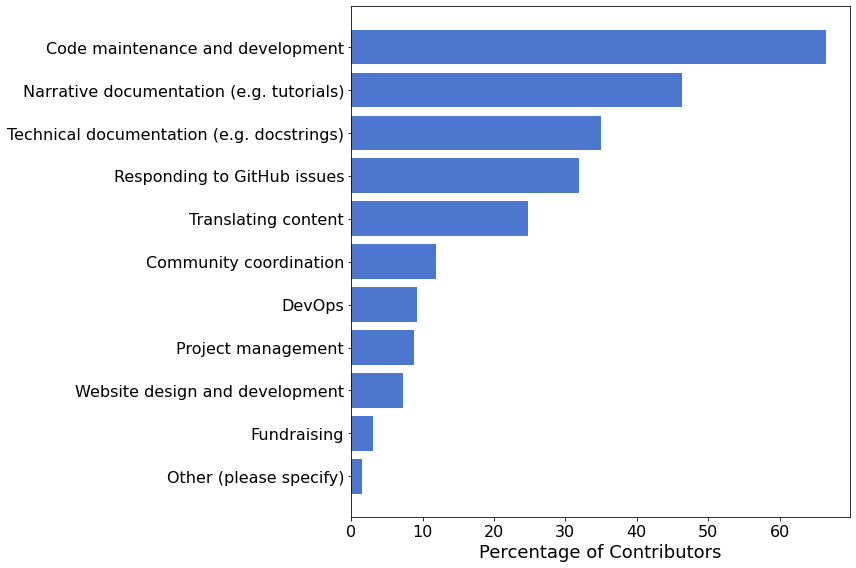 Code maintenance and development
Narrative documentation (e.g. tutorials)
Technical documentation (e.g. docstrings)
Responding to GitHub issues
Translating content
Community coordination
DevOps
Project management
Website design and development
Fundraising
Other (please specify)
0 10 20 30 40 50 60
Percentage of Contributors